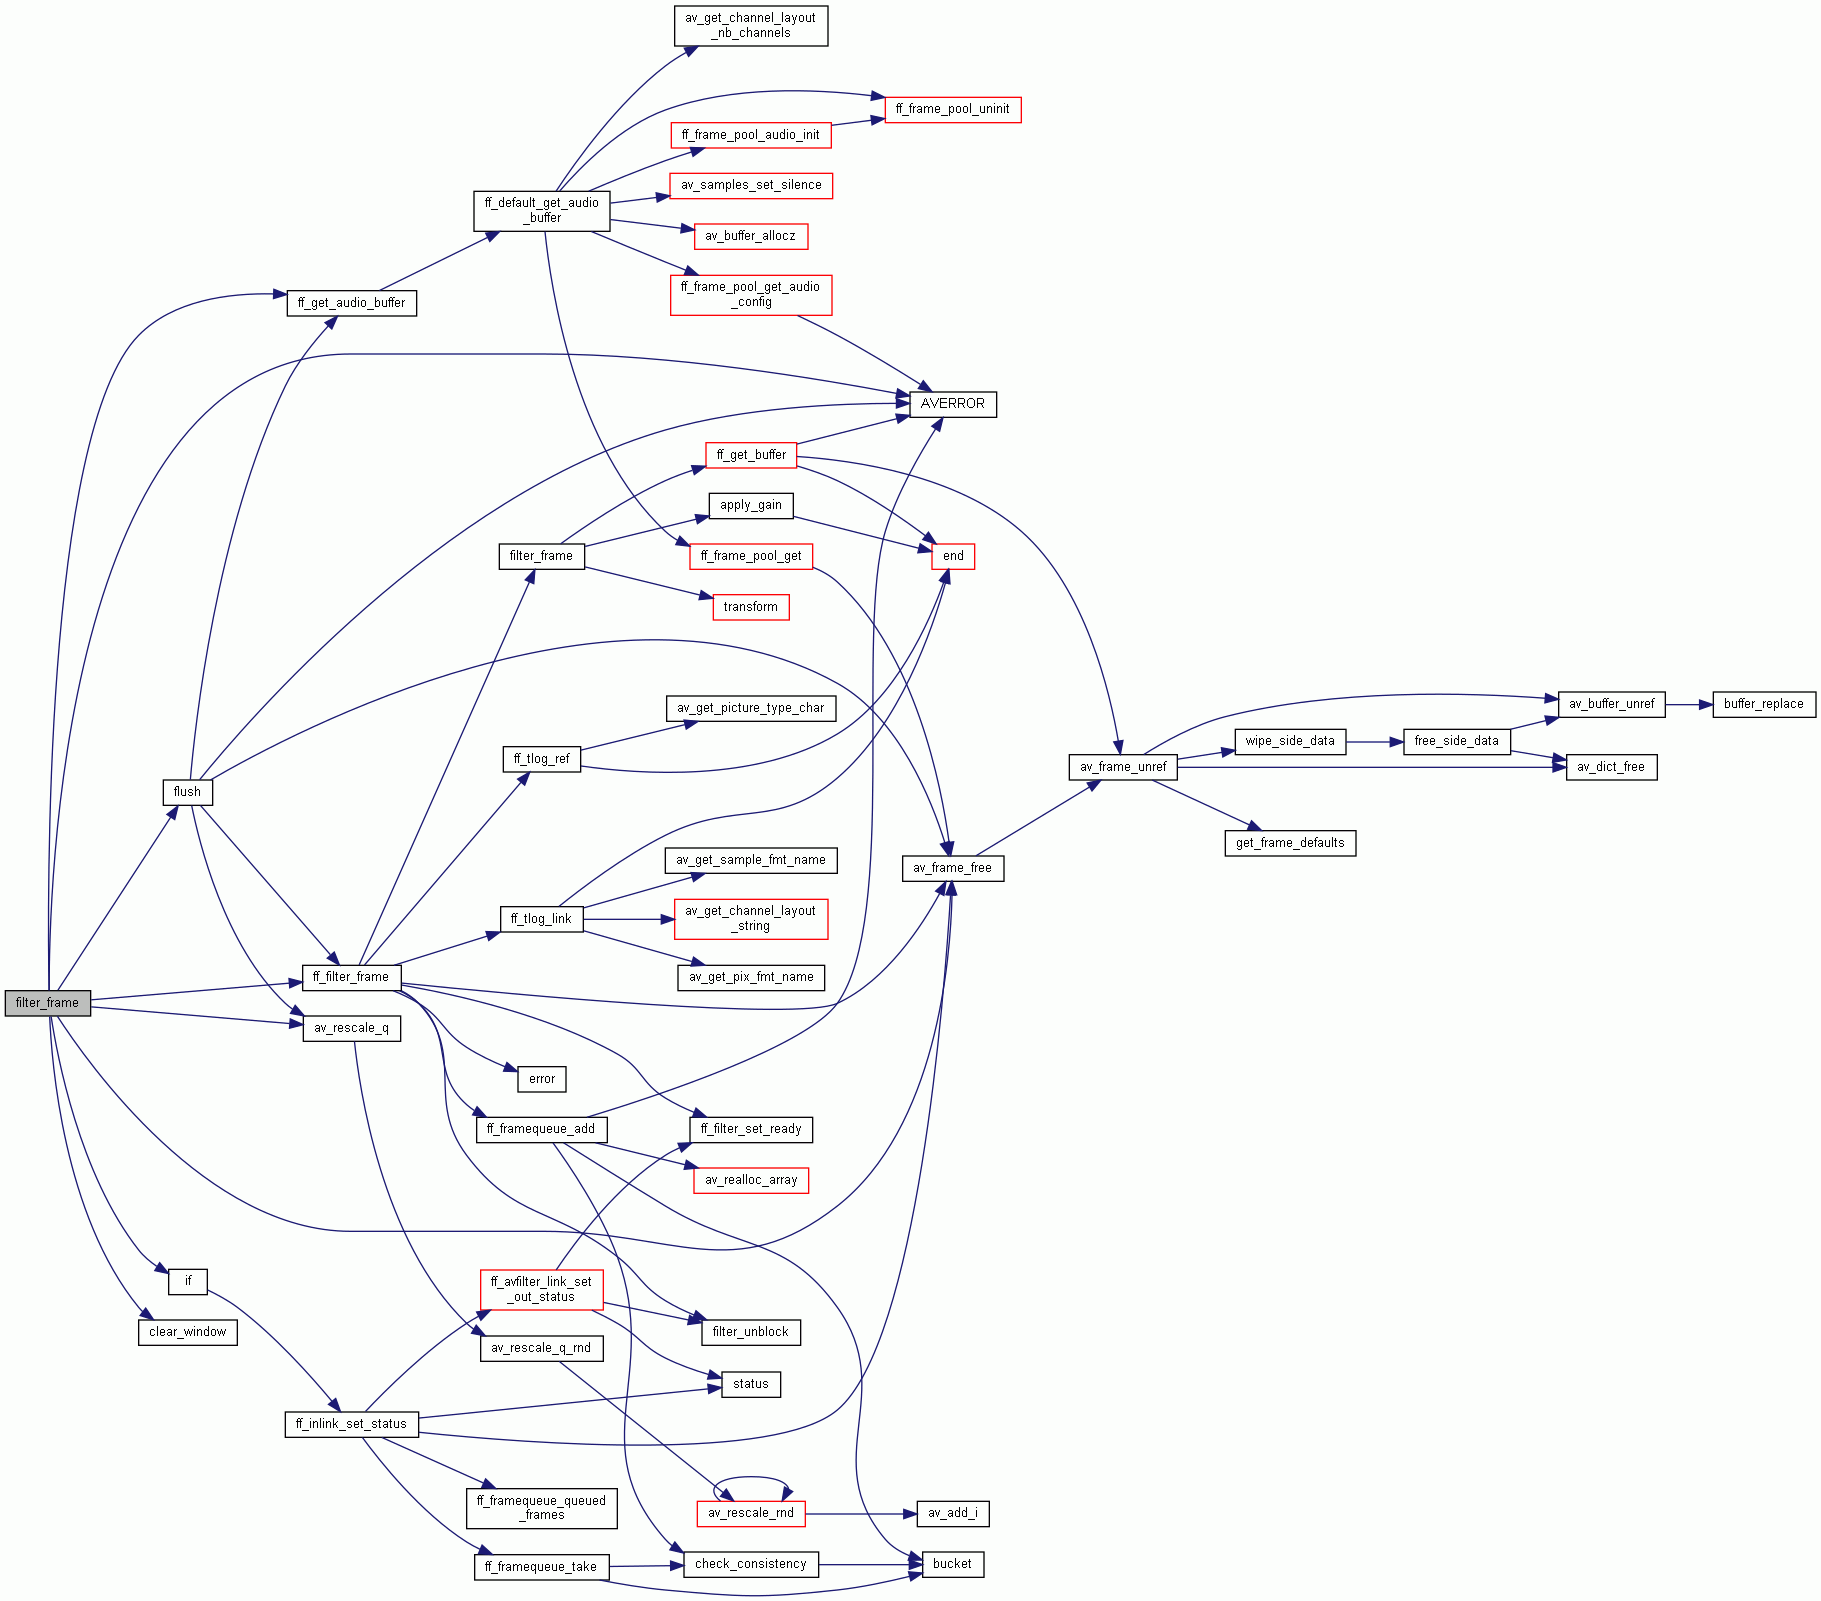 av_get_channel_layout
_nb_channels
ff_frame_pool_uninit
ff_frame_pool_audio_init
av_samples_set_silence
ff_default_get_audio
_buffer
av_buffer_allocz
ff_frame_pool_get_audio
_config
ff_get_audio_buffer
AVERROR
ff_get_buffer
apply_gain
filter_frame
ff_frame_pool_get
end
transform
av_get_picture_type_char
av_buffer_unref
buffer_replace
wipe_side_data
free_side_data
ff_tlog_ref
av_frame_unref
av_dict_free
flush
get_frame_defaults
av_get_sample_fmt_name
av_frame_free
ff_tlog_link
av_get_channel_layout
_string
ff_filter_frame
av_get_pix_fmt_name
filter_frame
av_rescale_q
error
ff_framequeue_add
ff_filter_set_ready
av_realloc_array
if
ff_avfilter_link_set
_out_status
clear_window
filter_unblock
av_rescale_q_rnd
status
ff_inlink_set_status
ff_framequeue_queued
_frames
av_rescale_rnd
av_add_i
ff_framequeue_take
check_consistency
bucket